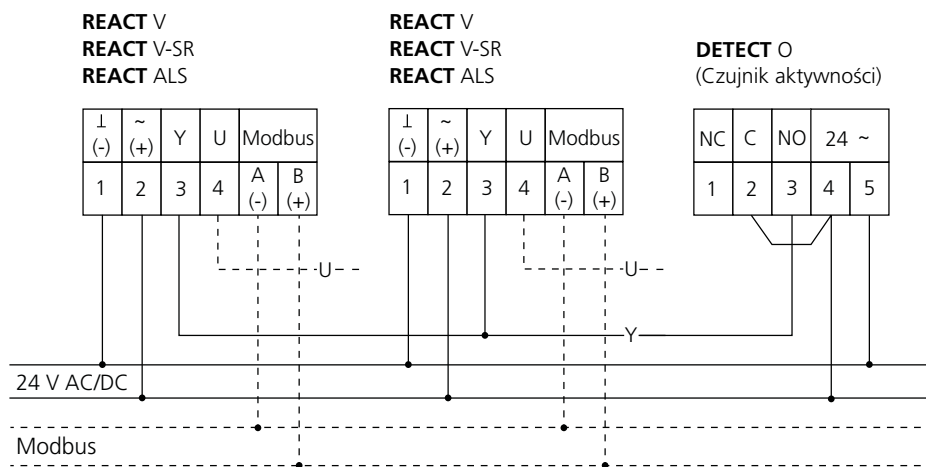 REACT V
REACT V-SR
REACT ALS
REACT V
REACT V-SR
REACT ALS
DETECT O
(Czujnik aktywności)
⊥ ~ Y U Modbus
(-) (+)
1 2 3 4 A B
(-) (+)
⊥ ~ Y U Modbus
(-) (+)
1 2 3 4 A B
(-) (+)
NC C NO 24 ~
1 2 3 4 5
U
U
Y
24 V AC/DC
Modbus